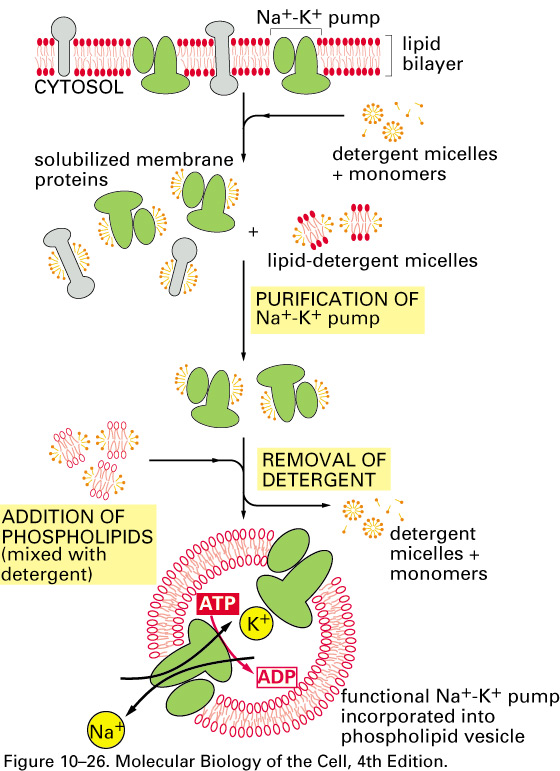 Na+-K+ pump
lipid
bilayer
CYTOSOL
detergent micelles
+ monomers
solubilized membrane
proteins
+
lipid-detergent micelles
PURIFICATION OF
Na+-K+ pump
REMOVAL OF
DETERGENT
ADDITION OF
PHOSPHOLIPIDS
(mixed with
detergent)
detergent
micelles +
monomers
ATP
K+
ADP
Na+
functional Na+-K+ pump
incorporated into
phospholipid vesicle
Figure 10–26. Molecular Biology of the Cell, 4th Edition.